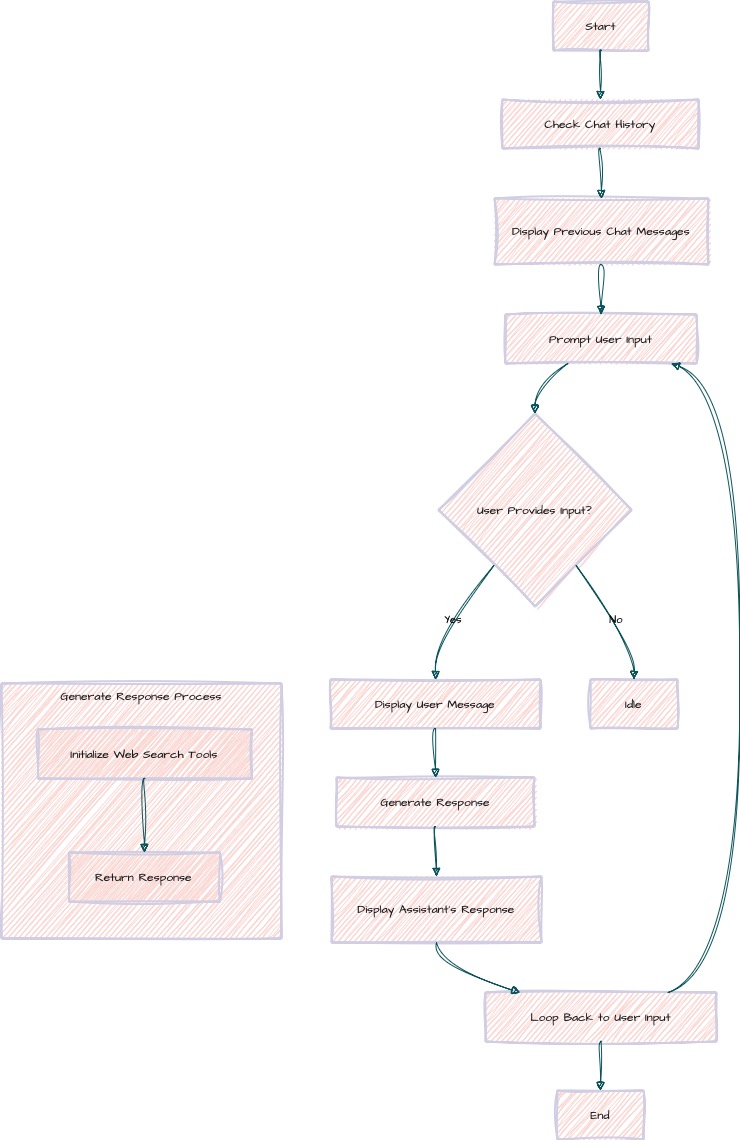 Start
Check Chat History
Display Previous Chat Messages
Prompt User Input
User Provides Input?
Yes
No
Generate Response Process
Initialize Web Search Tools
Return Response
Display User Message
Idle
Generate Response
Display Assistant's Response
Loop Back to User Input
End